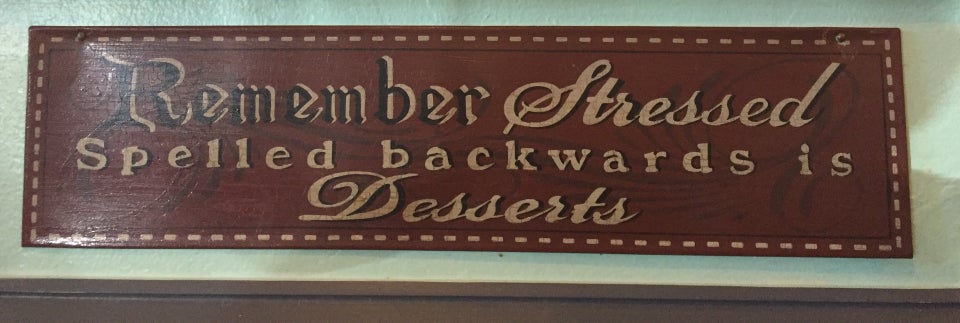 Remember Stressed
Spelled backwards is
Desserts